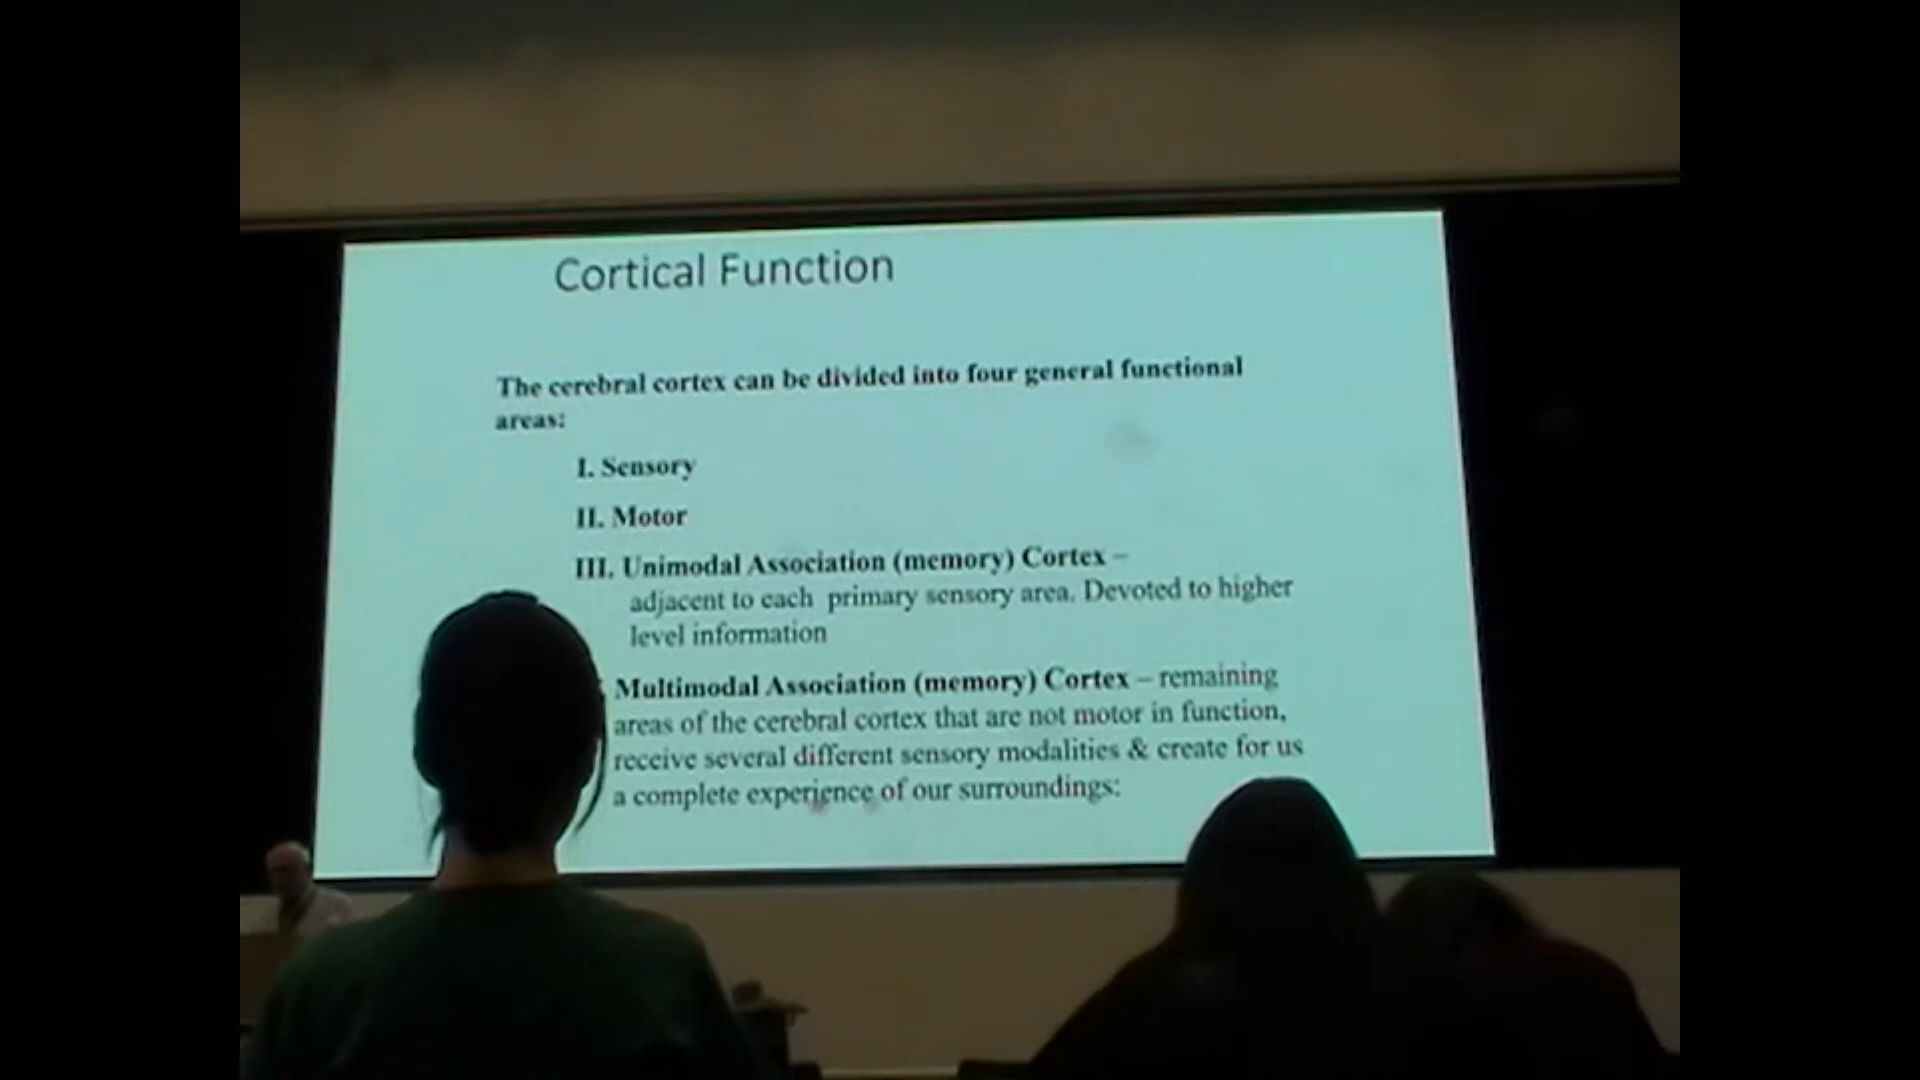 Cortical Function
The cerebral cortex can be divided into four general functional
areas:
I. Sensory
II. Motor
III. Unimodal Association (memory) Cortex –
adjacent to each primary sensory area. Devoted to higher
level information
Multimodal Association (memory) Cortex – remaining
areas of the cerebral cortex that are not motor in function,
receive several different sensory modalities & create for us
a complete experience of our surroundings: